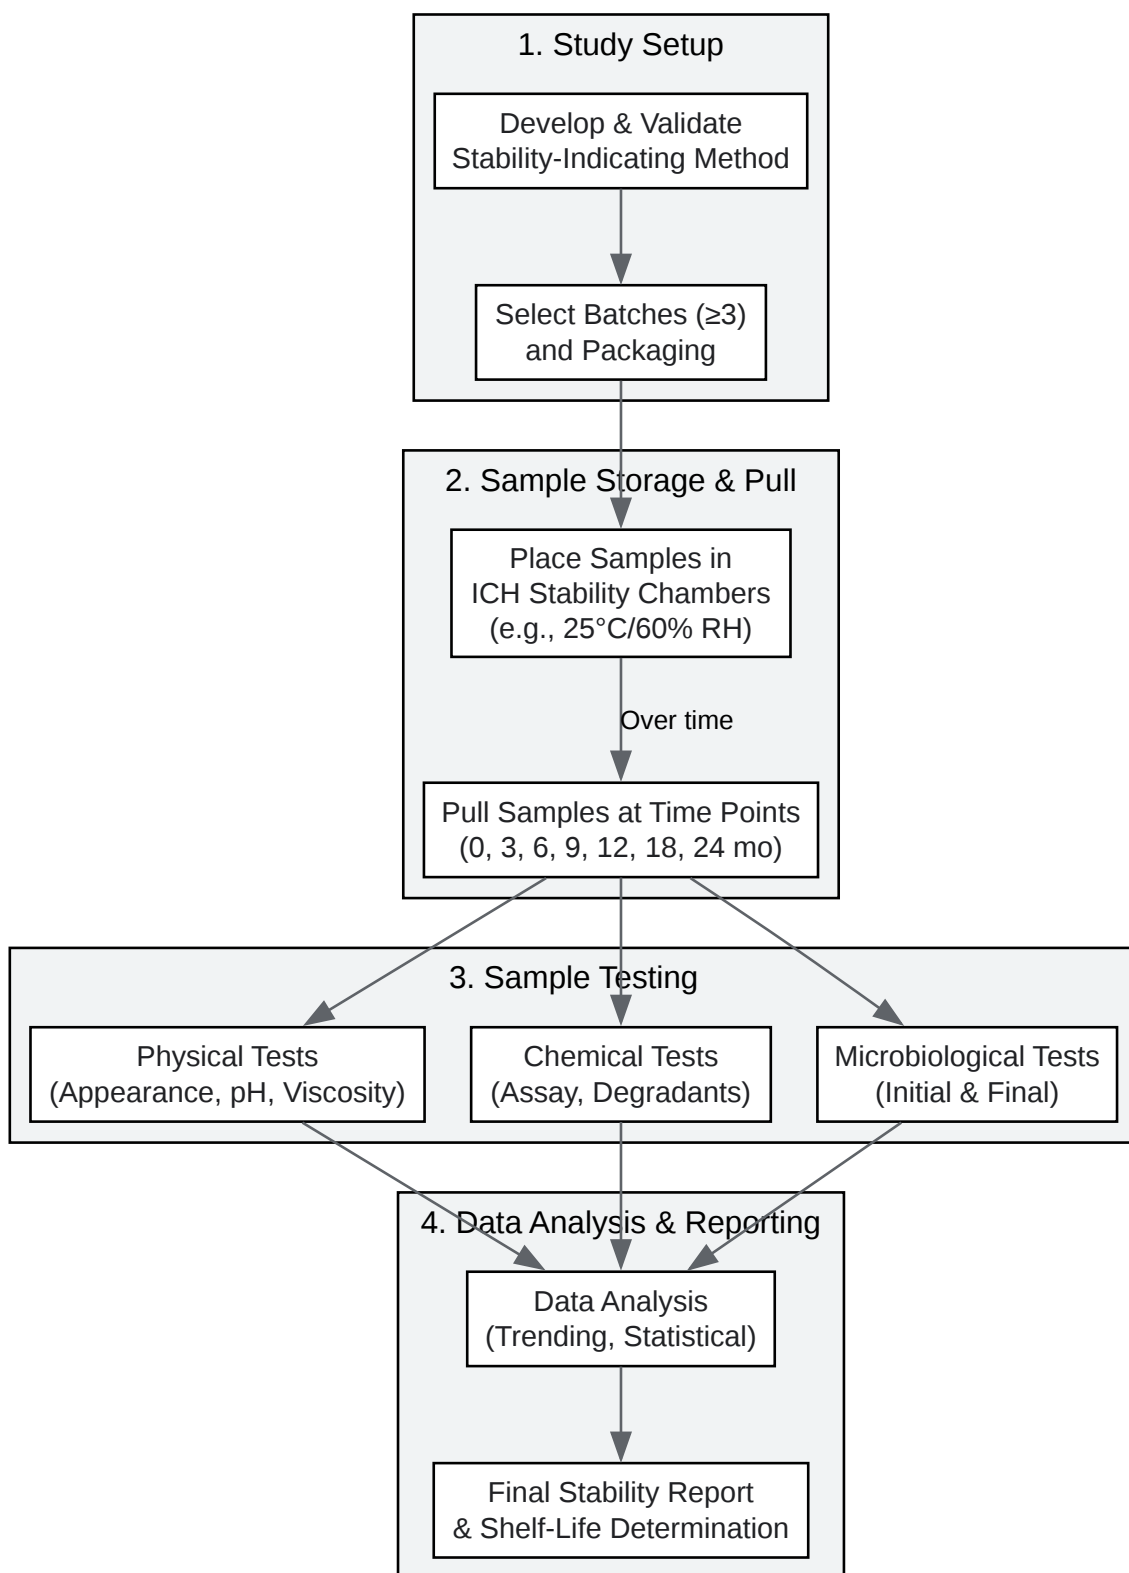 1. Study Setup
Develop & Validate
Stability-Indicating Method
Select Batches (≥3)
and Packaging
2. Sample Storage & Pull
Place Samples in
ICH Stability Chambers
(e.g., 25°C/60% RH)
Over time
Pull Samples at Time Points
(0, 3, 6, 9, 12, 18, 24 mo)
3. Sample Testing
Physical Tests
(Appearance, pH, Viscosity)
Chemical Tests
(Assay, Degradants)
Microbiological Tests
(Initial & Final)
4. Data Analysis & Reporting
Data Analysis
(Trending, Statistical)
Final Stability Report
& Shelf-Life Determination